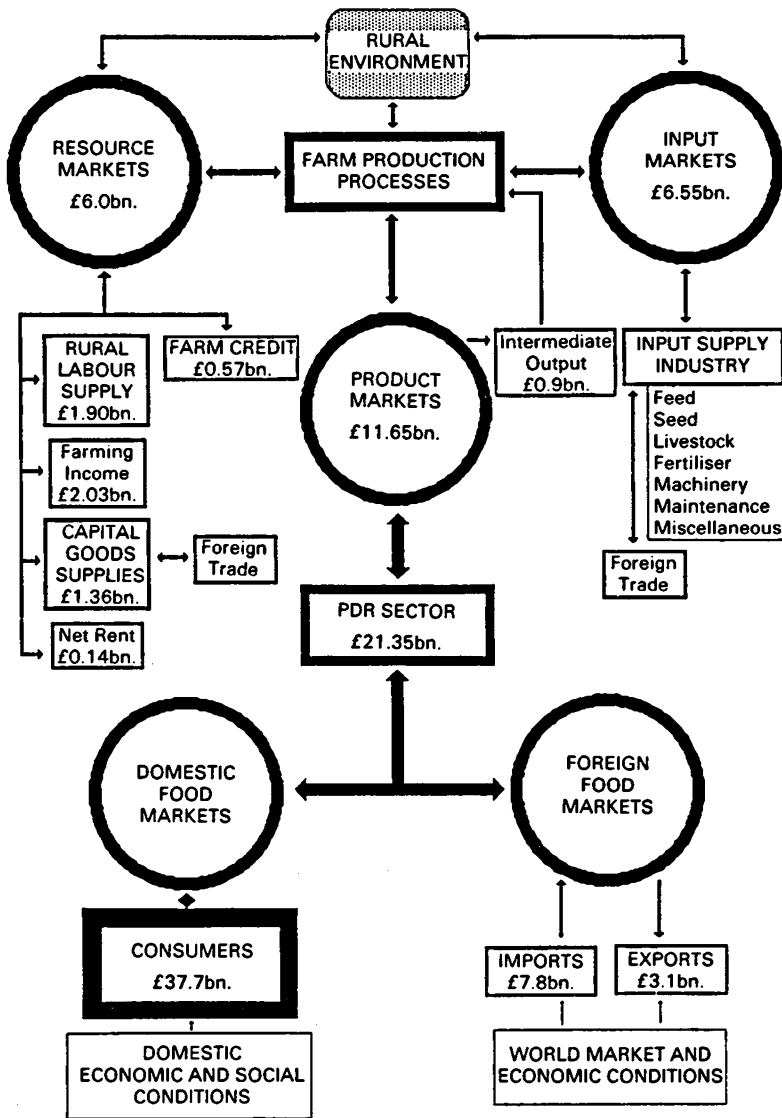 RURAL
ENVIRONMENT
RESOURCE
MARKETS
£6.0bn.
FARM PRODUCTION
PROCESSES
INPUT
MARKETS
£6.55bn.
RURAL
LABOUR
SUPPLY
£1.90bn.
FARM CREDIT
£0.57bn.
Farming
Income
£2.03bn.
CAPITAL
GOODS
SUPPLIES
£1.36bn.
Foreign
Trade
Net Rent
£0.14bn.
PRODUCT
MARKETS
£11.65bn.
Intermediate
Output
£0.9bn.
INPUT SUPPLY
INDUSTRY
Feed
Seed
Livestock
Fertiliser
Machinery
Maintenance
Miscellaneous
Foreign
Trade
PDR SECTOR
£21.35bn.
DOMESTIC
FOOD
MARKETS
FOREIGN
FOOD
MARKETS
CONSUMERS
£37.7bn.
IMPORTS
£7.8bn.
EXPORTS
£3.1bn.
DOMESTIC
ECONOMIC AND SOCIAL
CONDITIONS
WORLD MARKET AND
ECONOMIC CONDITIONS